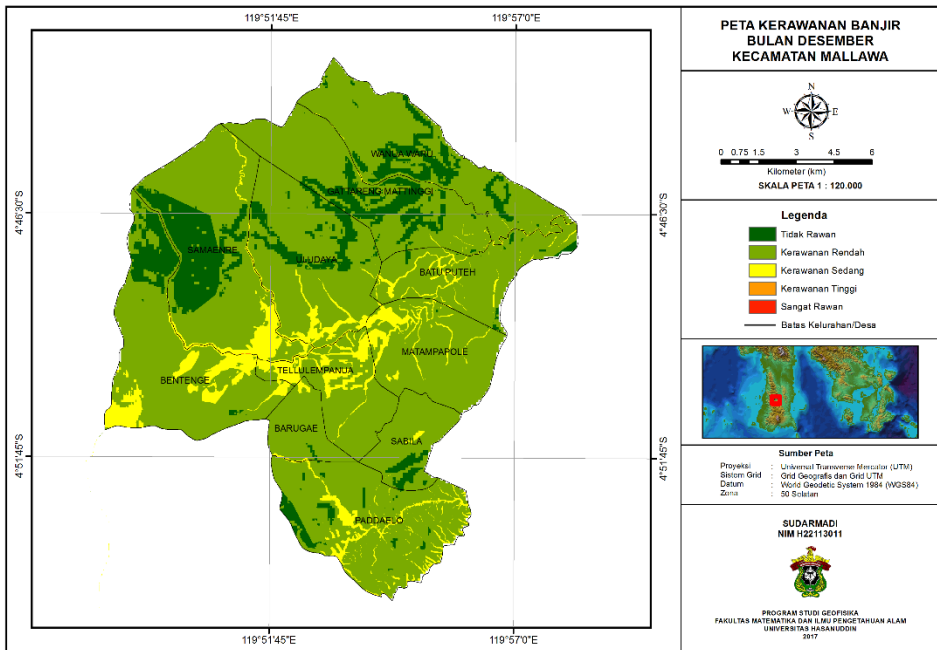 119°51'45"E 119°57'0"E
PETA KERAWANAN BANJIR
BULAN DESEMBER
KECAMATAN MALLAWA
N
W E
S
0 0.75 1.5 3 4.5 6
Kilometer (km)
SKALA PETA 1 : 120.000
4°46'30"S 4°46'30"S
Legenda
Tidak Rawan
Kerawanan Rendah
Kerawanan Sedang
Kerawanan Tinggi
Sangat Rawan
Batas Kelurahan/Desa
WANUA WARU
GATTARENG MATTINGGI
SAMAENRE
ULUDAYA
BATU PUTEH
MATAMPAPOLE
TELLULEMPANUA
BENTENGE
BARUGAE
SABILA
PADDAELO
4°51'45"S 4°51'45"S
Sumber Peta
Proyeksi : Universal Transverse Mercator (UTM)
Sistem Grid : Grid Geografis dan Grid UTM
Datum : World Geodetic System 1984 (WGS84)
Zona : 50 Selatan
SUDARMADI
NIM H22113011
PROGRAM STUDI GEOFISIKA
FAKULTAS MATEMATIKA DAN ILMU PENGETAHUAN ALAM
UNIVERSITAS HASANUDDIN
2017
119°51'45"E 119°57'0"E